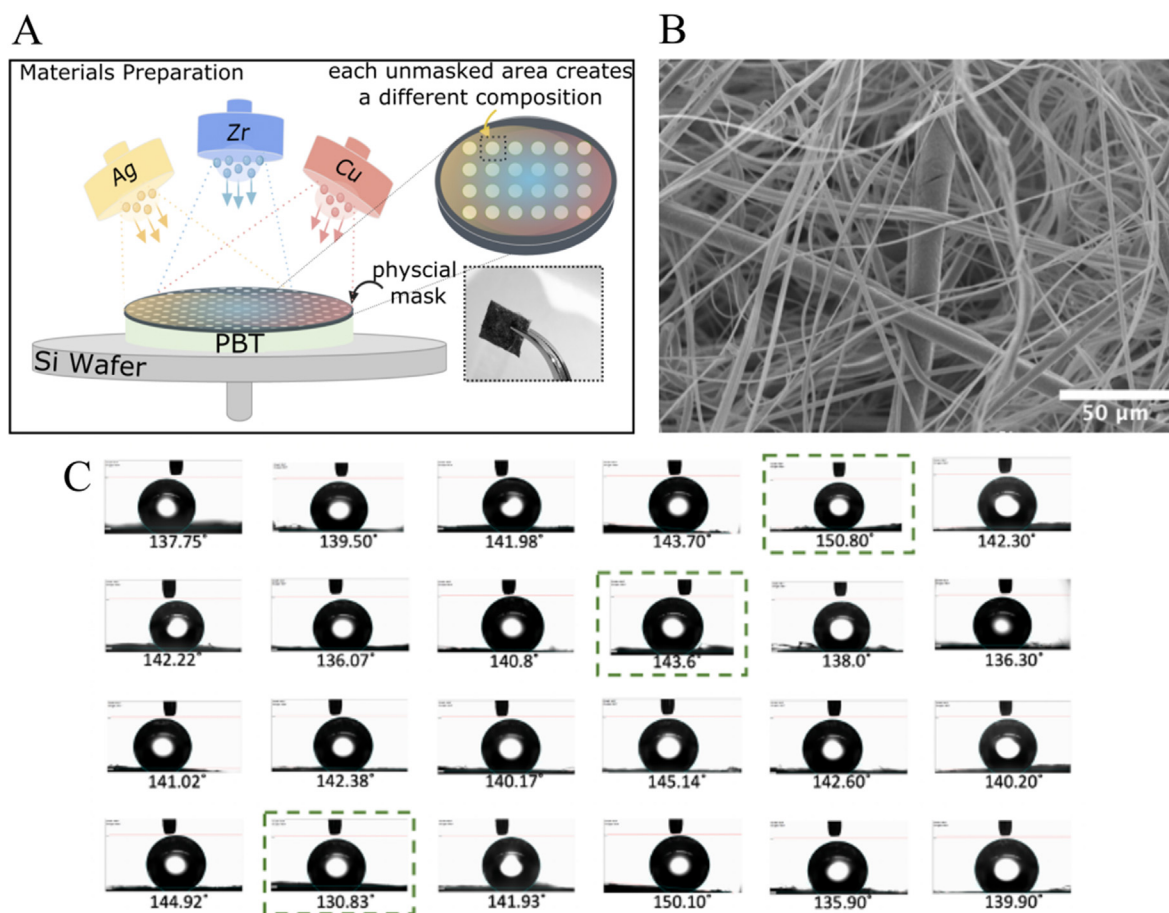 A
Materials Preparation
each unmasked area creates
a different composition
Ag
Zr
Cu
physcial
mask
PBT
Si Wafer
B
50 µm
C
137.75°
139.50°
141.98°
143.70°
150.80°
142.30°
142.22°
136.07°
140.8°
143.6°
138.0°
136.30°
141.02°
142.38°
140.17°
145.14°
142.60°
140.20°
144.92°
130.83°
141.93°
150.10°
135.90°
139.90°